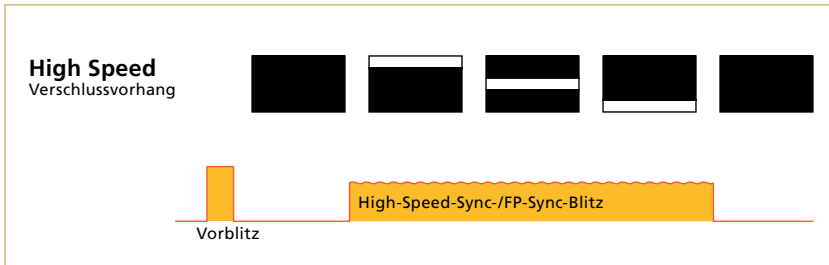 High Speed
Verschlussvorhang
High-Speed-Sync-/FP-Sync-Blitz
Vorblitz